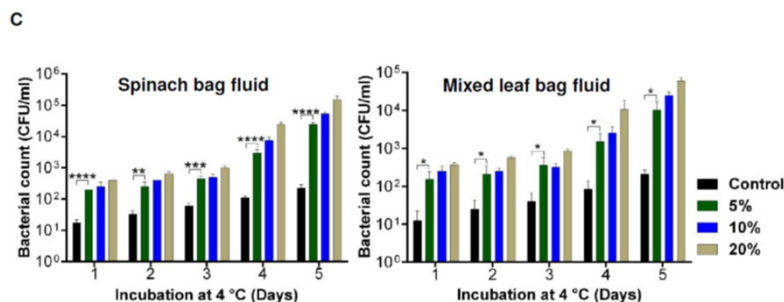 C
Spinach bag fluid
Bacterial count (CFU/ml)
10⁶
10⁵
10⁴
10³
10²
10¹
10⁰
**** ** *** **** ****
1 2 3 4 5
Incubation at 4 °C (Days)
Mixed leaf bag fluid
Bacterial count (CFU/ml)
10⁵
10⁴
10³
10²
10¹
10⁰
* * * * *
1 2 3 4 5
Incubation at 4 °C (Days)
Control
5%
10%
20%